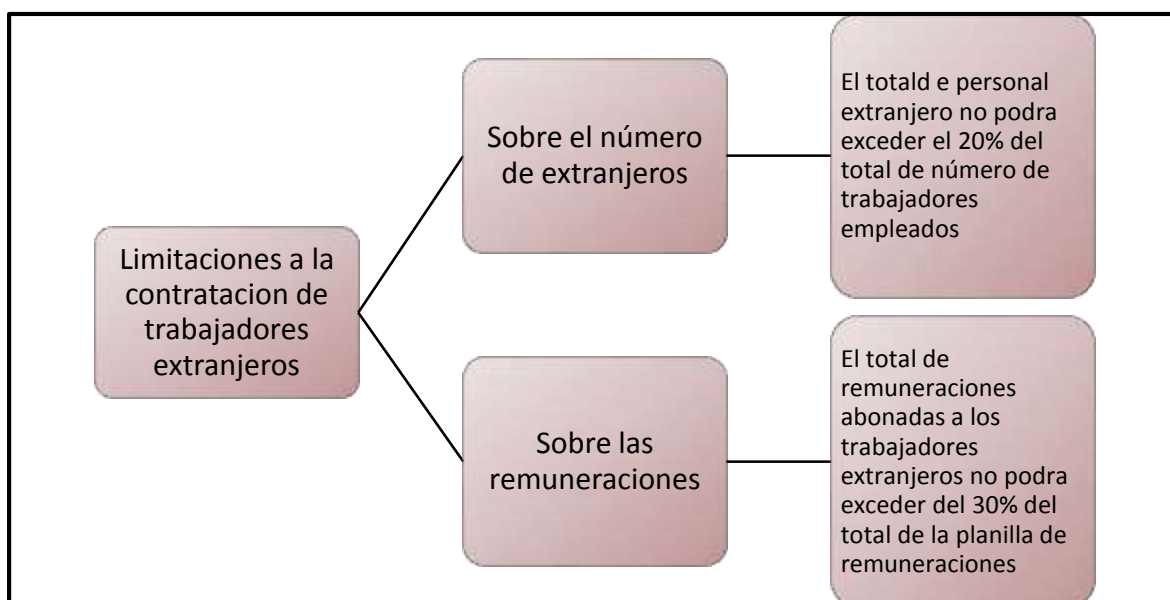 Limitaciones a la
contratacion de
trabajadores
extranjeros
Sobre el número
de extranjeros
El totald e personal
extranjero no podra
exceder el 20% del
total de número de
trabajadores
empleados
Sobre las
remuneraciones
El total de
remuneraciones
abonadas a los
trabajadores
extranjeros no podra
exceder del 30% del
total de la planilla de
remuneraciones